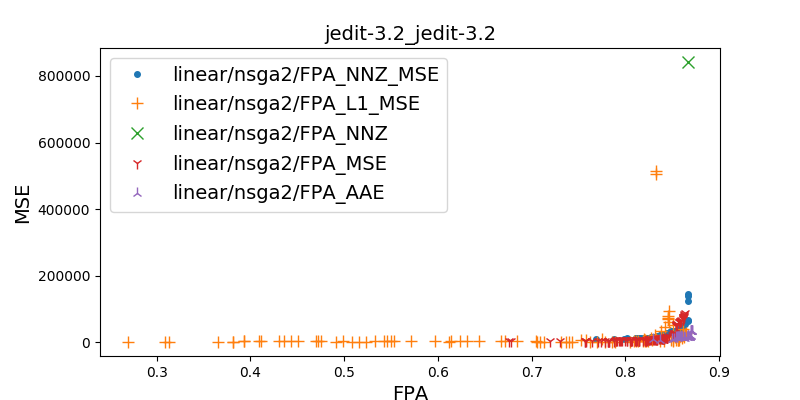 jedit-3.2_jedit-3.2
linear/nsga2/FPA_NNZ_MSE
linear/nsga2/FPA_L1_MSE
linear/nsga2/FPA_NNZ
linear/nsga2/FPA_MSE
linear/nsga2/FPA_AAE
800000
600000
400000
200000
0
MSE
0.3 0.4 0.5 0.6 0.7 0.8 0.9
FPA